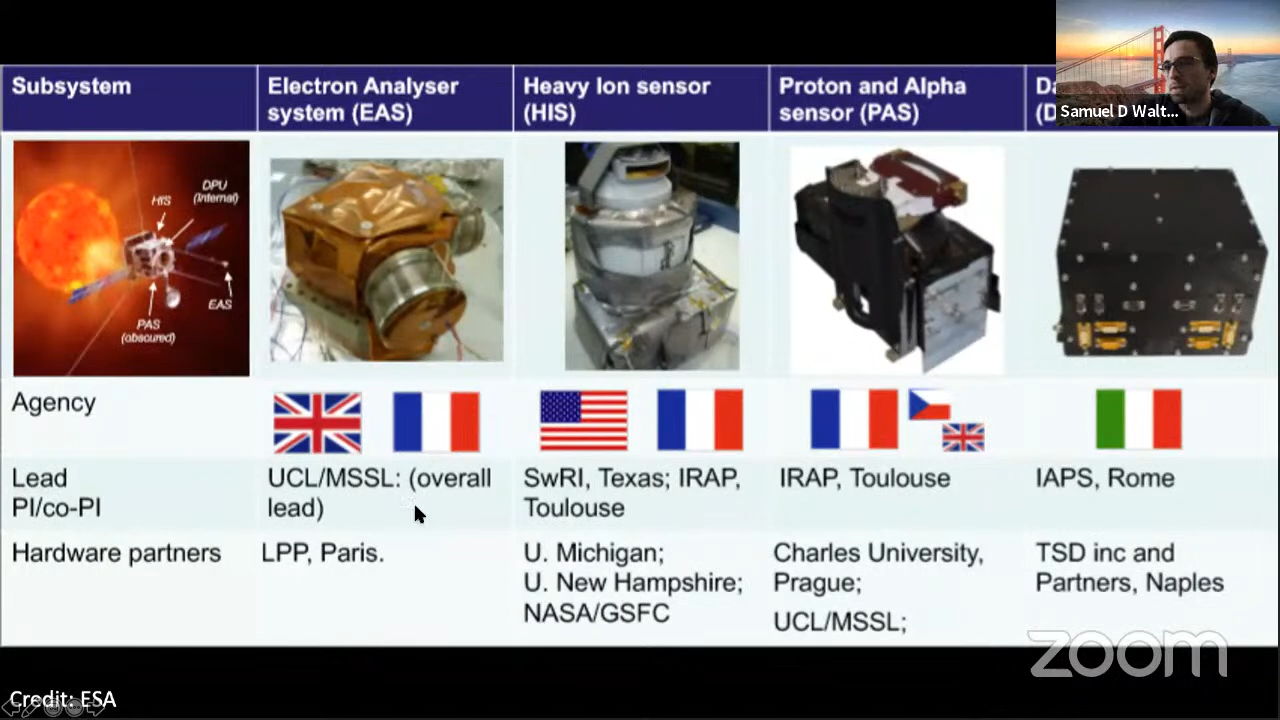 Subsystem
Electron Analyser
system (EAS)
Heavy Ion sensor
(HIS)
Proton and Alpha
sensor (PAS)
Samuel D Walt...
HIS
DPU
(Internal)
EAS
PAS
(obscured)
Agency
Lead
PI/co-PI
UCL/MSSL: (overall
lead)
SwRI, Texas; IRAP,
Toulouse
IRAP, Toulouse
IAPS, Rome
Hardware partners
LPP, Paris.
U. Michigan;
U. New Hampshire;
NASA/GSFC
Charles University,
Prague;
UCL/MSSL;
TSD inc and
Partners, Naples
zoom
Credit: ESA